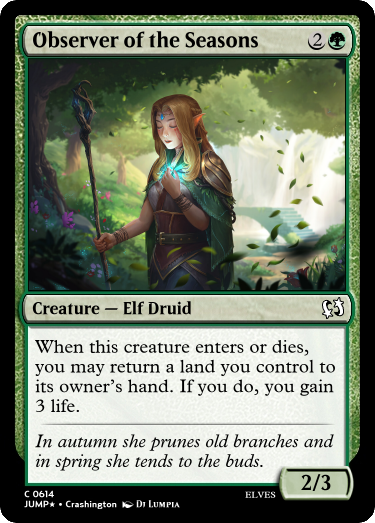 Observer of the Seasons 2
Creature — Elf Druid
When this creature enters or dies,
you may return a land you control to
its owner's hand. If you do, you gain
3 life.
In autumn she prunes old branches and
in spring she tends to the buds.
2/3
C 0614 ELVES
JUMP★ • Crashington DI LUMPIA